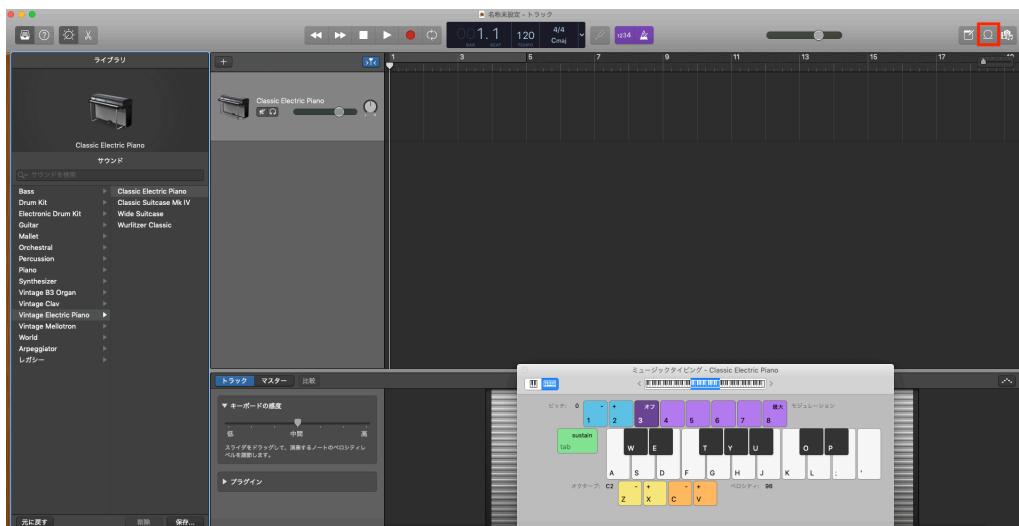 名称未設定 - トラック
001.1
BAR
BEAT
120
TEMPO
4/4
Cmaj
1234
ライブラリ
Classic Electric Piano
サウンド
サウンドを検索
Bass
Drum Kit
Electronic Drum Kit
Guitar
Mallet
Orchestral
Percussion
Piano
Synthesizer
Vintage B3 Organ
Vintage Clav
Vintage Electric Piano
Vintage Mellotron
World
Arpeggiator
レガシー
Classic Electric Piano
Classic Suitcase Mk IV
Wide Suitcase
Wurlitzer Classic
元に戻す 削除 保存...
1 3 5 7 9 11 13 15 17 19
Classic Electric Piano
トラック マスター 比較
キーボードの感度
低 中間 高
スライダをドラッグして、演奏するノートのベロシティレ
ベルを調節します。
プラグイン
ミュージックタイピング - Classic Electric Piano
ピッチ: 0 - + オフ 最大 モジュレーション
1 2 3 4 5 6 7 8
sustain
tab
W E T Y U O P
A S D F G H J K L ; '
オクターブ: C2 - + - + ベロシティ: 98
Z X C V